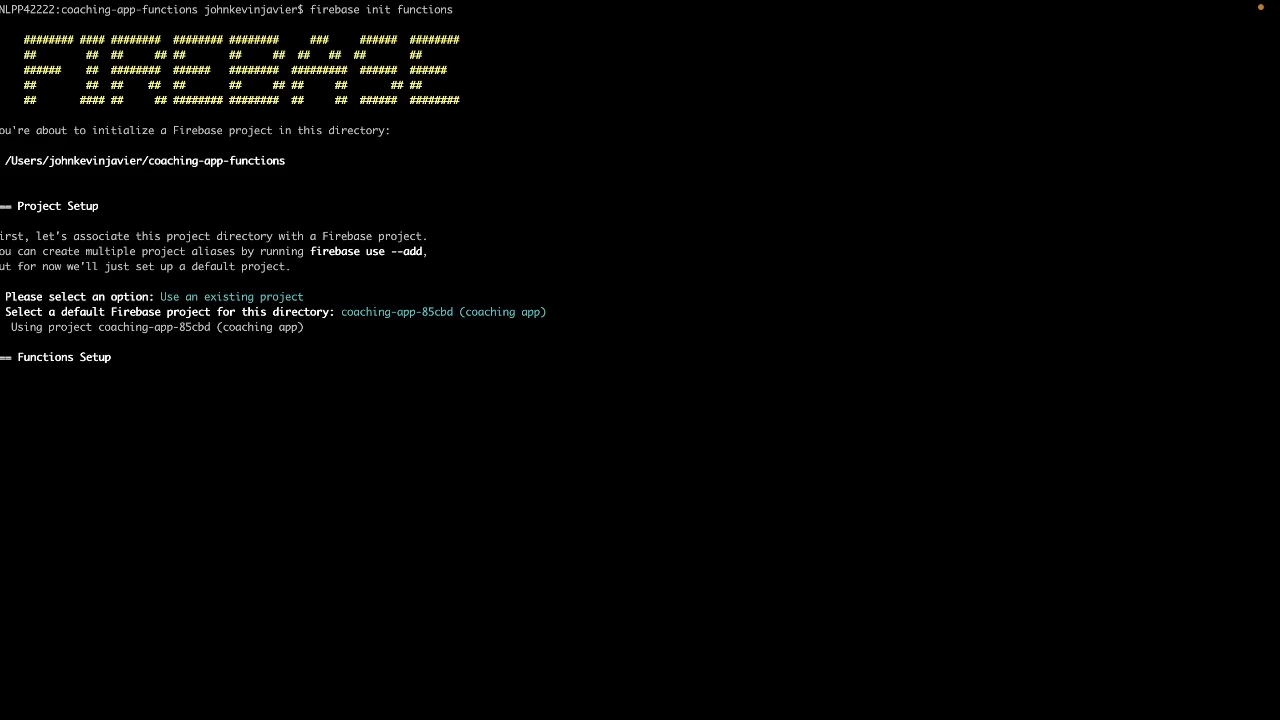 NLPP42222:coaching-app-functions johnkevinjavier$ firebase init functions
######## #### ######## ######## ########     ###     ###### ########
##        ## ##     ## ##       ##     ##  ##   ## ##       ##
######    ## ######## ######   ######## ######### ###### ######
##        ## ##    ## ##       ##     ## ##     ##       ## ##
##       #### ##     ## ######## ######## ##     ## ###### ########
ou're about to initialize a Firebase project in this directory:
/Users/johnkevinjavier/coaching-app-functions
== Project Setup
irst, let's associate this project directory with a Firebase project.
ou can create multiple project aliases by running firebase use --add,
ut for now we'll just set up a default project.
Please select an option: Use an existing project
Select a default Firebase project for this directory: coaching-app-85cbd (coaching app)
Using project coaching-app-85cbd (coaching app)
== Functions Setup